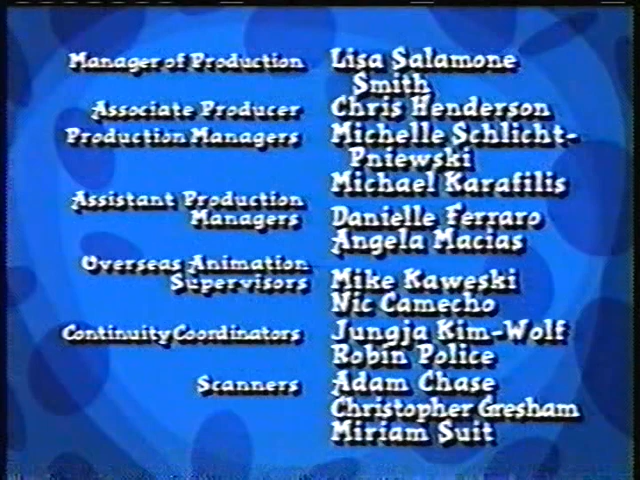 Manager of Production Lisa Salamone
Smith
Associate Producer Chris Henderson
Production Managers Michelle Schlicht-
Pniewski
Michael Karafilis
Assistant Production
Managers Danielle Ferraro
Angela Macias
Overseas Animation
Supervisors Mike Kaweski
Nic Camecho
Continuity Coordinators Jungja Kim-Wolf
Robin Police
Scanners Adam Chase
Christopher Gresham
Miriam Suit